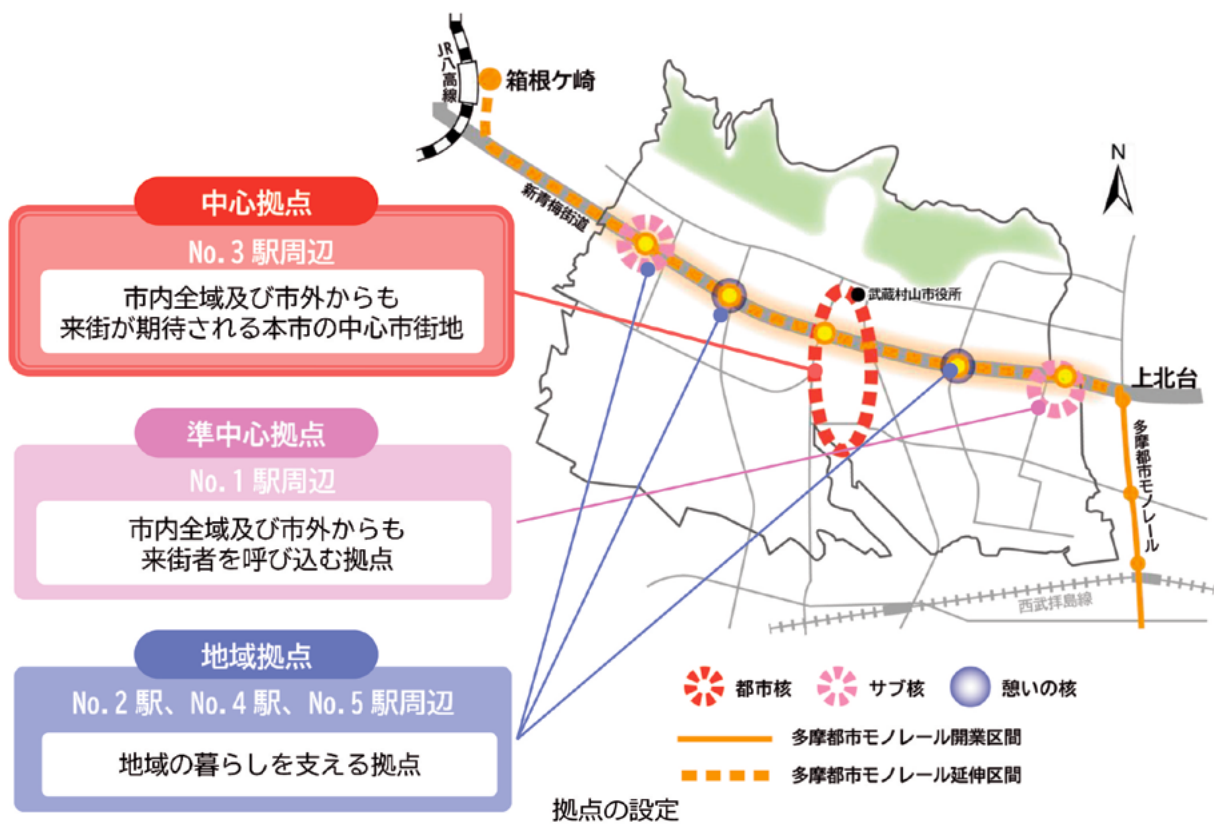 JR八高線
箱根ケ崎
新青梅街道
N
武蔵村山市役所
上北台
多摩都市モノレール
西武拝島線
中心拠点
No.3 駅周辺
市内全域及び市外からも
来街が期待される本市の中心市街地
準中心拠点
No.1 駅周辺
市内全域及び市外からも
来街者を呼び込む拠点
地域拠点
No.2 駅、No.4 駅、No.5 駅周辺
地域の暮らしを支える拠点
都市核
サブ核
憩いの核
多摩都市モノレール開業区間
多摩都市モノレール延伸区間
拠点の設定